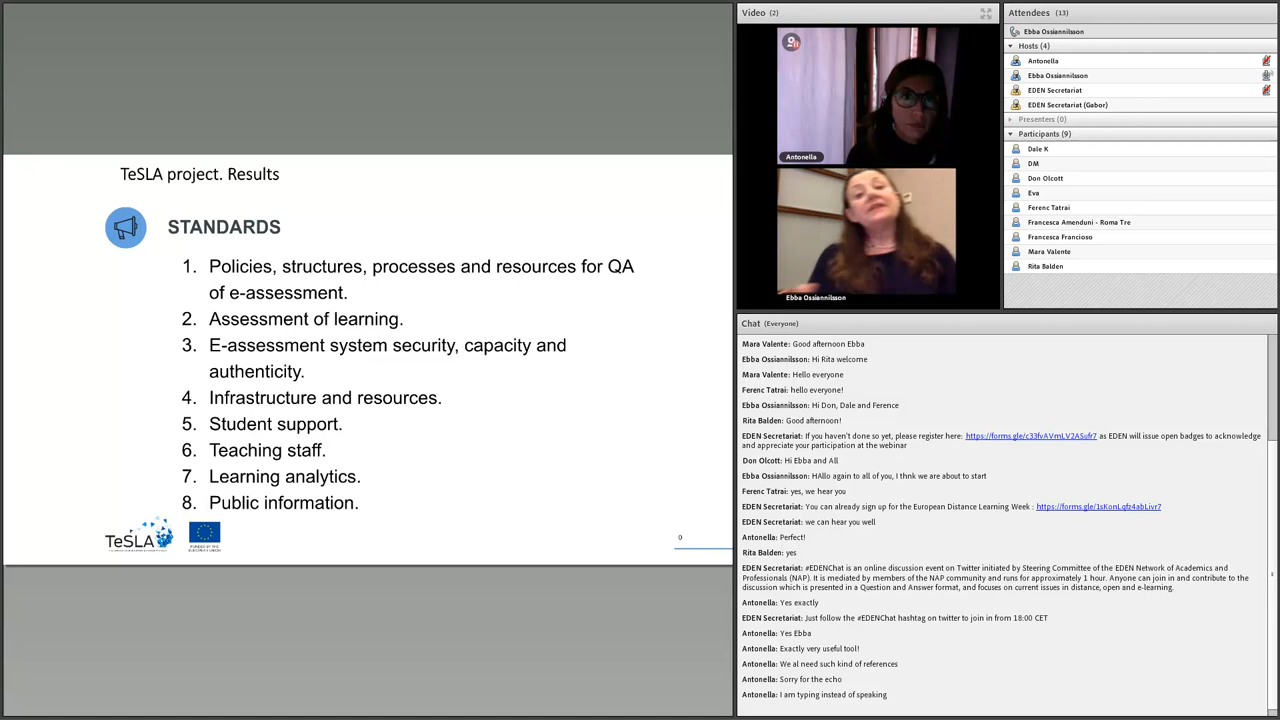 TeSLA project. Results
STANDARDS
1. Policies, structures, processes and resources for QA
of e-assessment.
2. Assessment of learning.
3. E-assessment system security, capacity and
authenticity.
4. Infrastructure and resources.
5. Student support.
6. Teaching staff.
7. Learning analytics.
8. Public information.
TeSLA
0
Video (2)
Antonella
Ebba Ossiannilsson
Attendees (13)
Ebba Ossiannilsson
Hosts (4)
Antonella
Ebba Ossiannilsson
EDEN Secretariat
EDEN Secretariat (Gabor)
Presenters (0)
Participants (9)
Dale K
DM
Don Olcott
Eva
Ferenc Tatrai
Francesca Amenduni - Roma Tre
Francesca Francioso
Mara Valente
Rita Balden
Chat (Everyone)
Mara Valente: Good afternoon Ebba
Ebba Ossiannilsson: Hi Rita welcome
Mara Valente: Hello everyone
Ferenc Tatrai: hello everyone!
Ebba Ossiannilsson: Hi Don, Dale and Ference
Rita Balden: Good afternoon!
EDEN Secretariat: If you haven't done so yet, please register here: https://forms.gle/c33fvAVmLV2ASufr7 as EDEN will issue open badges to acknowledge
and appreciate your participation at the webinar
Don Olcott: Hi Ebba and All
Ebba Ossiannilsson: HAllo again to all of you, I thnk we are about to start
Ferenc Tatrai: yes, we hear you
EDEN Secretariat: You can already sign up for the European Distance Learning Week : https://forms.gle/1sKonLqfz4abLivr7
EDEN Secretariat: we can hear you well
Antonella: Perfect!
Rita Balden: yes
EDEN Secretariat: #EDENChat is an online discussion event on Twitter initiated by Steering Committee of the EDEN Network of Academics and
Professionals (NAP). It is mediated by members of the NAP community and runs for approximately 1 hour. Anyone can join in and contribute to the
discussion which is presented in a Question and Answer format, and focuses on current issues in distance, open and e-learning.
Antonella: Yes exactly
EDEN Secretariat: Just follow the #EDENChat hashtag on twitter to join in from 18:00 CET
Antonella: Yes Ebba
Antonella: Exactly very useful tool!
Antonella: We al need such kind of references
Antonella: Sorry for the echo
Antonella: I am typing instead of speaking